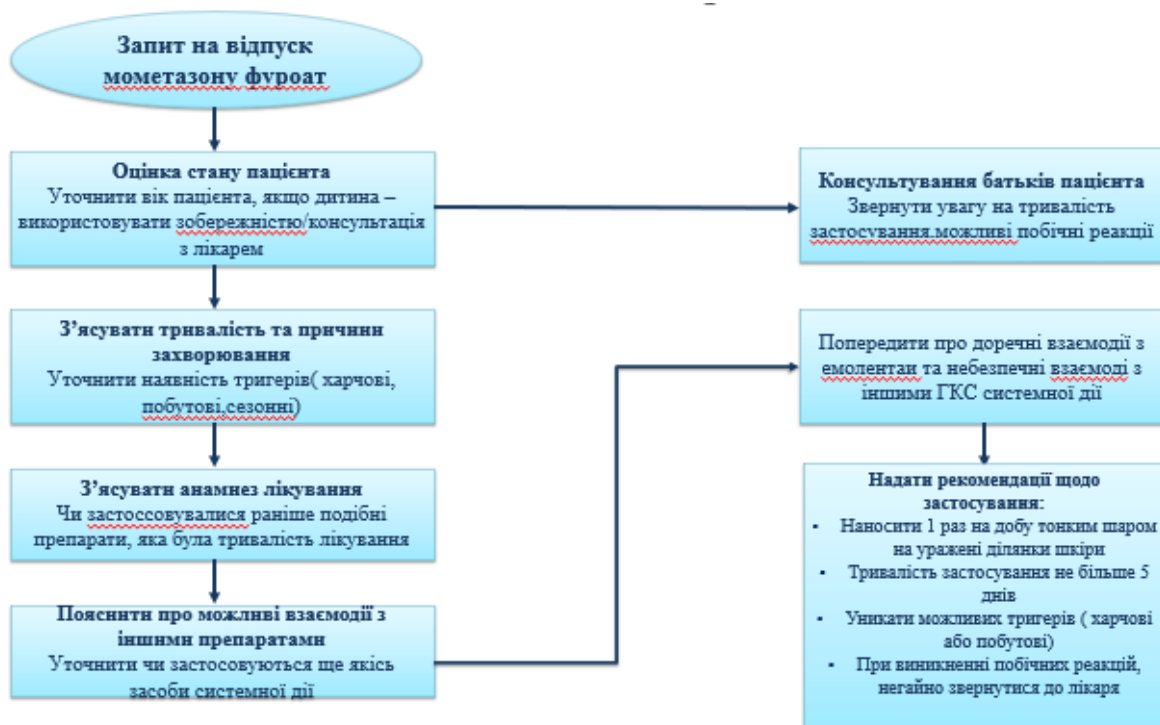 Запит на відпуск
мометазону фуроат
Оцінка стану пацієнта
Уточнити вік пацієнта, якщо дитина –
використовувати зобережністю/консультація
з лікарем
Консультування батьків пацієнта
Звернути увагу на тривалість
застосування.можливі побічні реакції
З’ясувати тривалість та причини
захворювання
Уточнити наявність тригерів( харчові,
побутові,сезонні)
З’ясувати анамнез лікування
Чи застоссовувалися раніше подібні
препарати, яка була тривалість лікування
Пояснити про можливі взаємодії з
іншими препаратами
Уточнити чи застосовуються ще якісь
засоби системної дії
Попередити про доречні взаємодії з
емолентаи та небезпечні взаємоді з
іншими ГКС системної дії
Надати рекомендації щодо
застосування:
▪ Наносити 1 раз на добу тонким шаром
на уражені ділянки шкіри
▪ Тривалість застосування не більше 5
днів
▪ Уникати можливих тригерів ( харчові
або побутові)
▪ При виникненні побічних реакцій,
негайно звернутися до лікаря